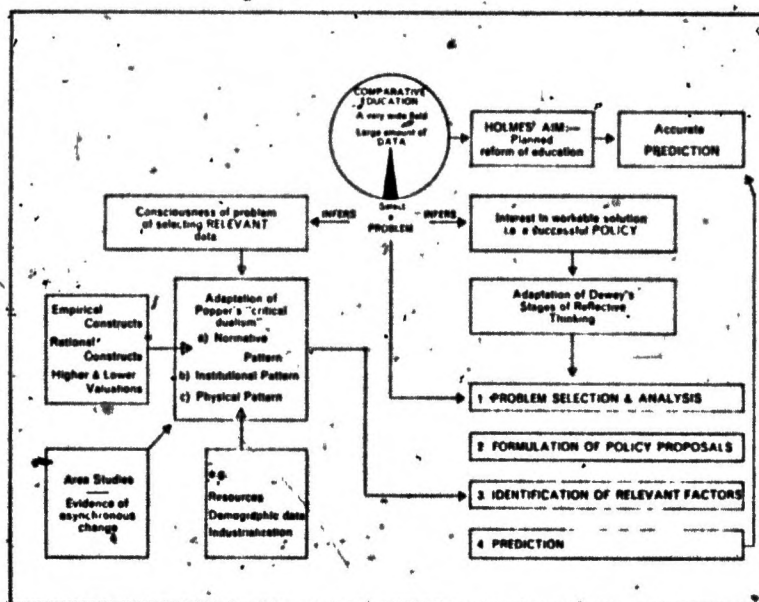 COMPARATIVE
EDUCATION
A very wide field
Large amount of
DATA
HOLMES' AIM:—
Planned
reform of education
Accurate
PREDICTION
Select
a
PROBLEM
INFERS
INFERS
Consciousness of problem
of selecting RELEVANT
data
Interest in workable solution
i.e a successful POLICY
Empirical
Constructs
Rational
Constructs
Higher & Lower
Valuations
Adaptation of
Popper's "critical
dualism"
a) Normative
Pattern
b) Institutional Pattern
c) Physical Pattern
Adaptation of Dewey's
Stages of Reflective
Thinking
1 PROBLEM SELECTION & ANALYSIS
2 FORMULATION OF POLICY PROPOSALS
3 IDENTIFICATION OF RELEVANT FACTORS
4 PREDICTION
Area Studies
Evidence of
asynchronous
change
e.g.
Resources
Demographic data
Industrialization